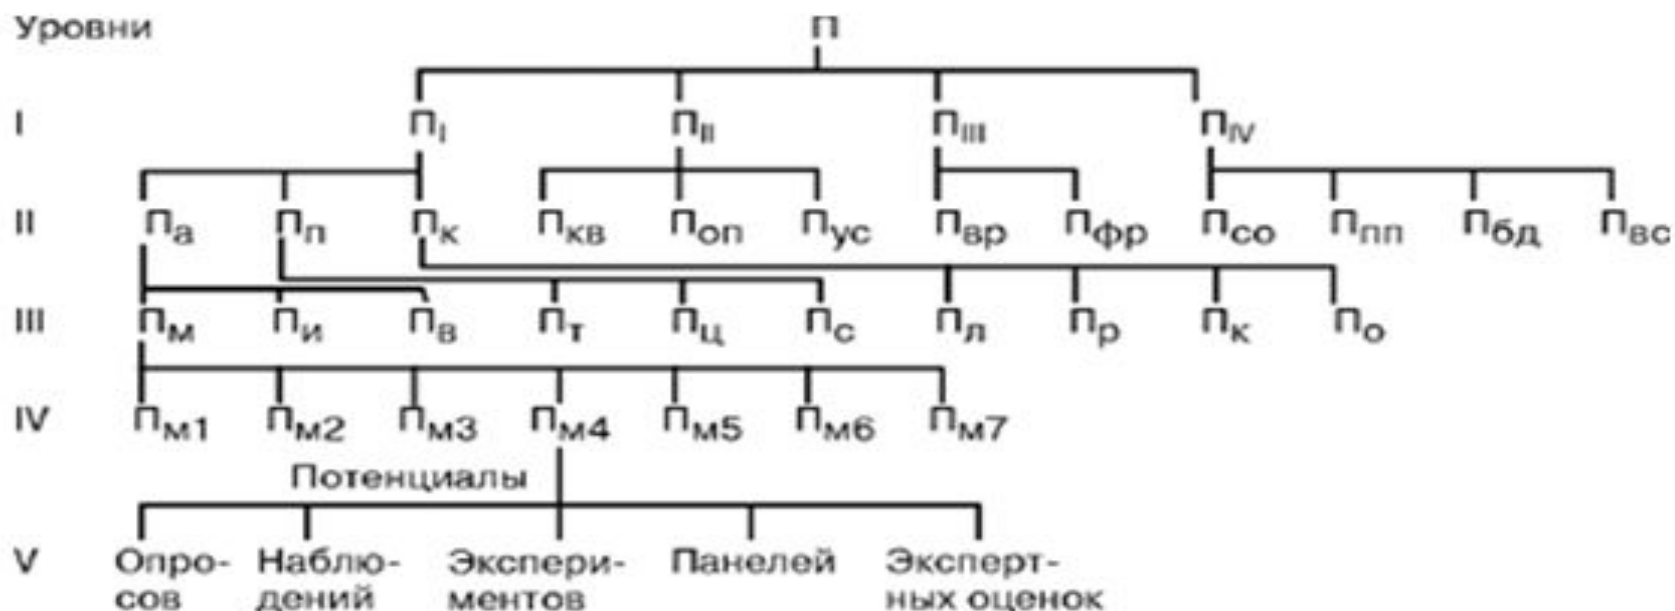 Уровни П
I П_I П_II П_III П_IV
II П_а П_п П_к П_кв П_оп П_ус П_вр П_фр П_со П_пп П_бд П_вс
III П_м П_и П_в П_т П_ц П_с П_л П_р П_к П_о
IV П_м1 П_м2 П_м3 П_м4 П_м5 П_м6 П_м7
Потенциалы
V Опро- Наблю- Экспери- Панелей Эксперт-
сов дений ментов ных оценок